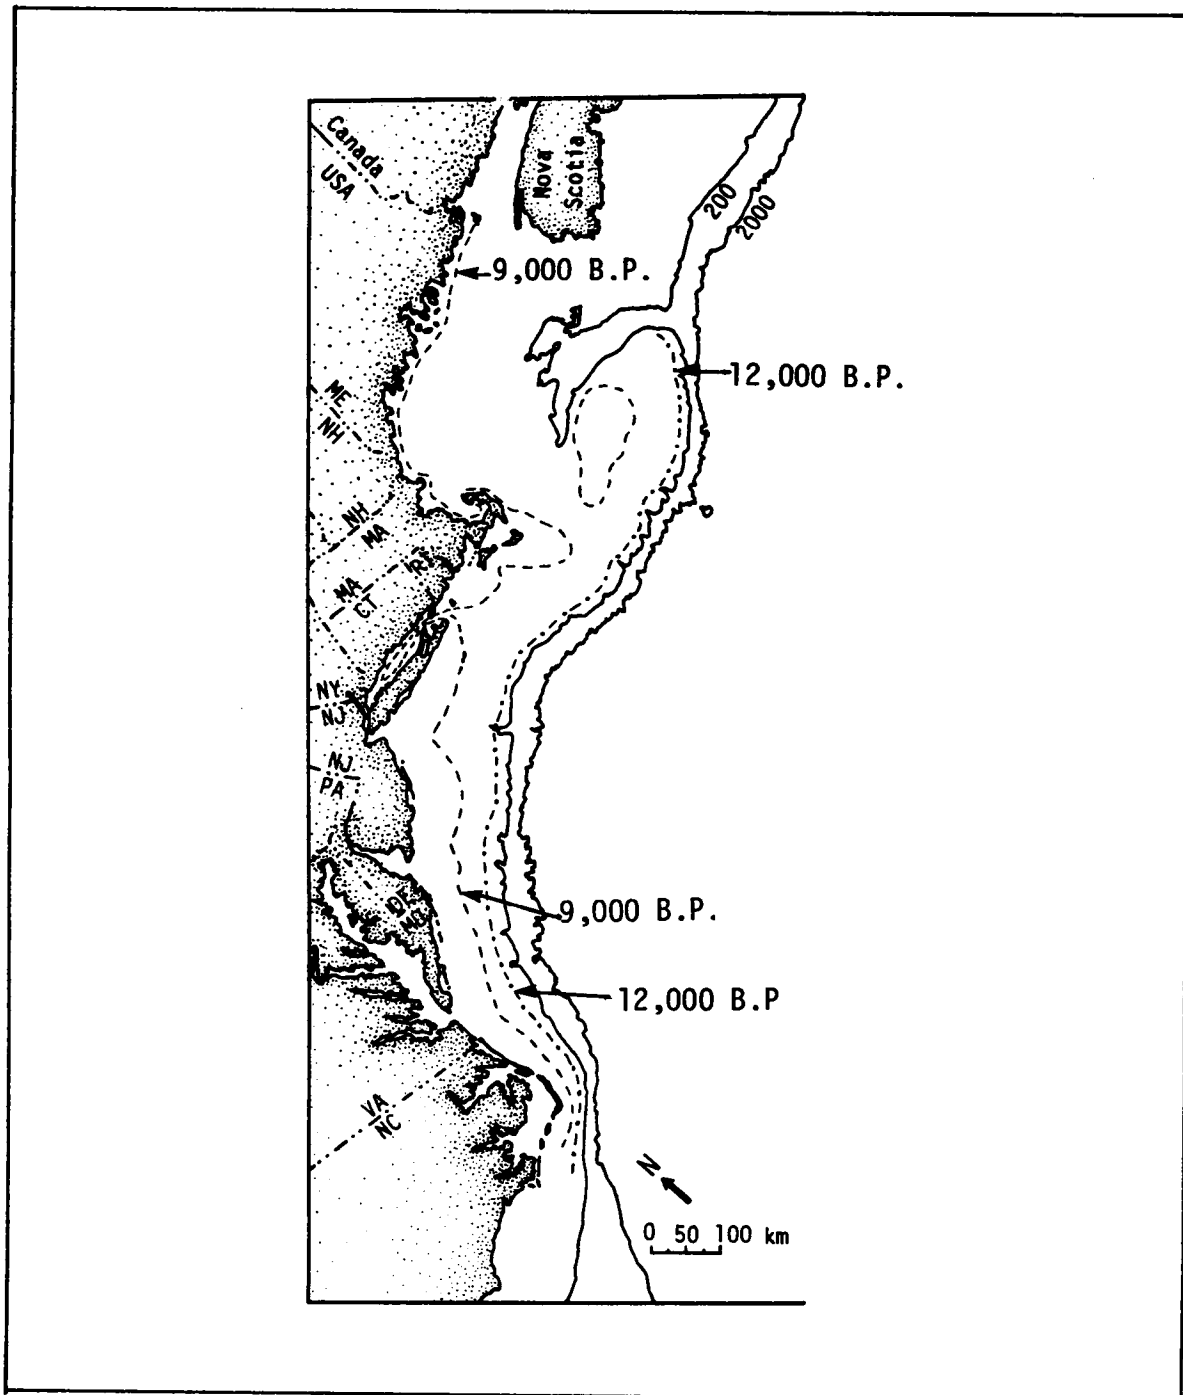 Canada
USA
Nova
Scotia
200
2000
9,000 B.P.
12,000 B.P.
ME
NH
NH
MA
MA
CT
RI
NY
NJ
NJ
PA
DE
MD
9,000 B.P.
12,000 B.P
VA
NC
N
0 50 100 km